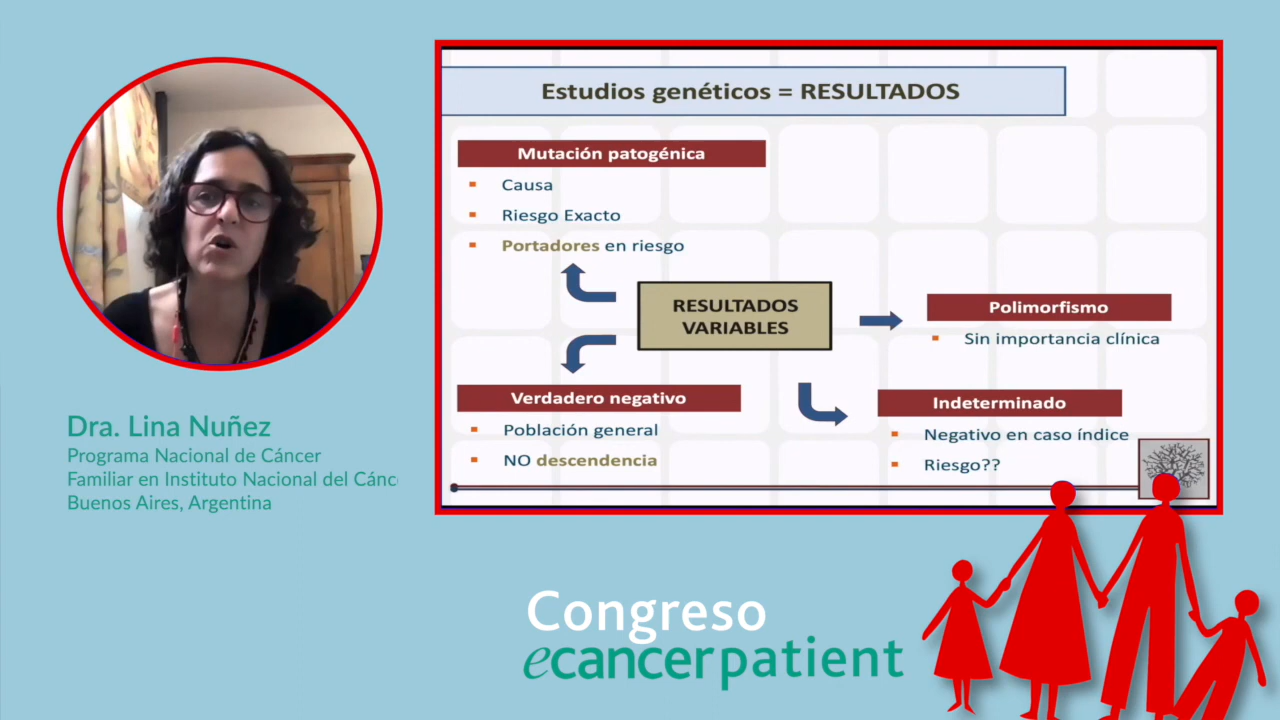 Dra. Lina Nuñez
Programa Nacional de Cáncer
Familiar en Instituto Nacional del Cánc
Buenos Aires, Argentina
Estudios genéticos = RESULTADOS
Mutación patogénica
Causa
Riesgo Exacto
Portadores en riesgo
RESULTADOS
VARIABLES
Polimorfismo
Sin importancia clínica
Verdadero negativo
Población general
NO descendencia
Indeterminado
Negativo en caso índice
Riesgo??
Congreso
ecancerpatient